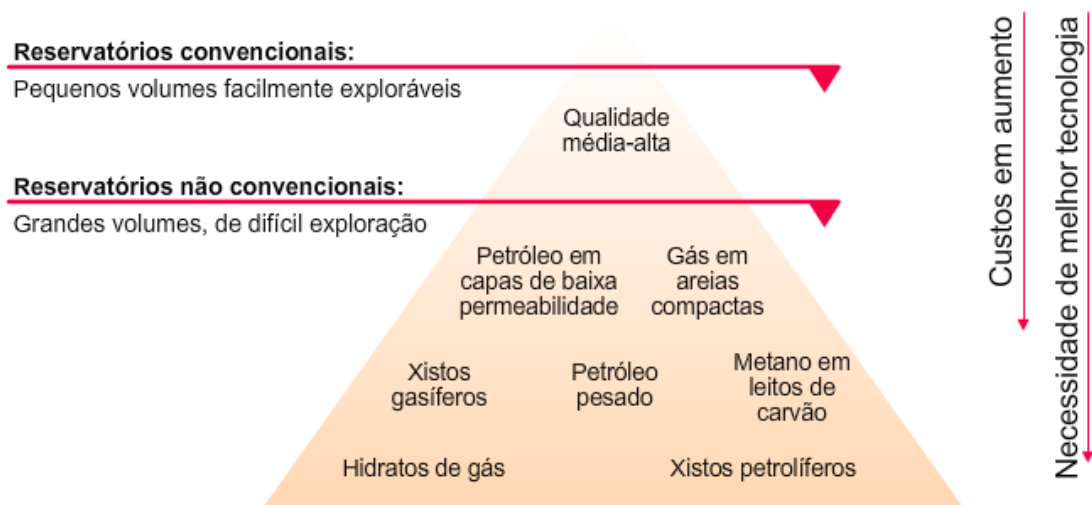 Reservatórios convencionais:
Pequenos volumes facilmente exploráveis
Qualidade
média-alta
Reservatórios não convencionais:
Grandes volumes, de difícil exploração
Petróleo em
capas de baixa
permeabilidade
Gás em
areias
compactas
Xistos
gasíferos
Petróleo
pesado
Metano em
leitos de
carvão
Hidratos de gás
Xistos petrolíferos
Custos em aumento
Necessidade de melhor tecnologia